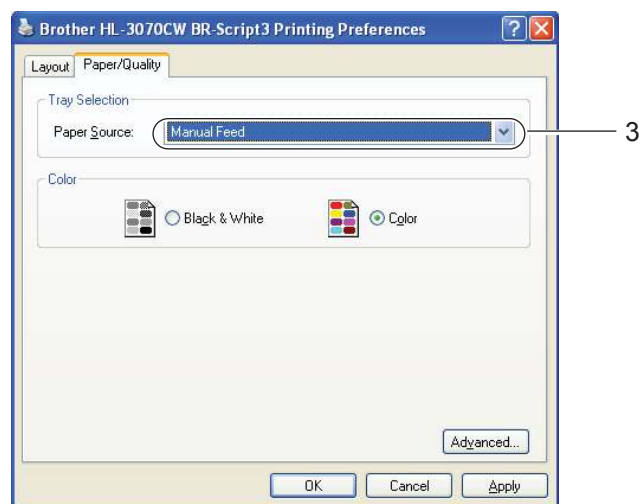 Brother HL-3070CW BR-Script3 Printing Preferences
Layout Paper/Quality
Tray Selection
Paper Source: Manual Feed
3
Color
Black & White Color
Advanced...
OK Cancel Apply